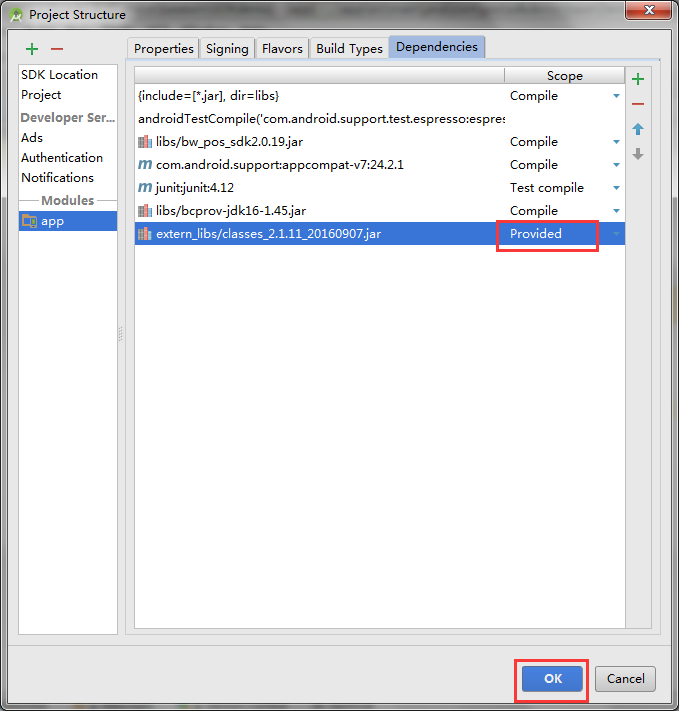 Project Structure
Properties
Signing
Flavors
Build Types
Dependencies
SDK Location
Project
Developer Ser...
Ads
Authentication
Notifications
Modules
app
Scope
{include=[*.jar], dir=libs} Compile
androidTestCompile('com.android.support.test.espresso:espres
libs/bw_pos_sdk2.0.19.jar Compile
m com.android.support:appcompat-v7:24.2.1 Compile
m junit:junit:4.12 Test compile
libs/bcprov-jdk16-1.45.jar Compile
extern_libs/classes_2.1.11_20160907.jar Provided
OK
Cancel